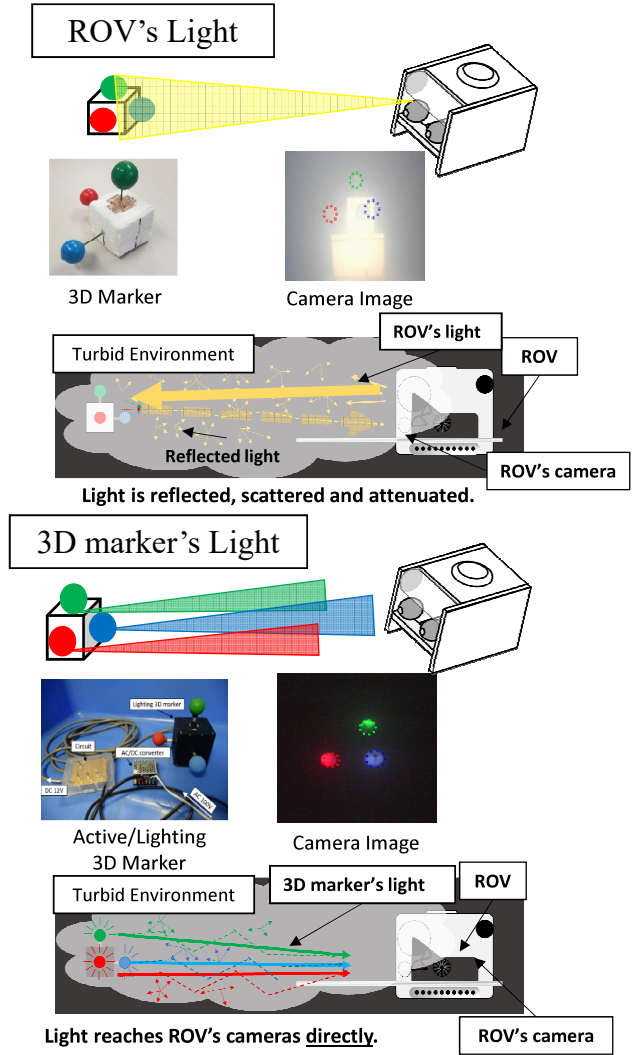 ROV's Light
3D Marker
Camera Image
ROV's light
Turbid Environment
ROV
Reflected light
ROV's camera
Light is reflected, scattered and attenuated.
3D marker's Light
Lighting 3D marker
Circuit
AC/DC converter
DC 12V
AC 100V
Active/Lighting
3D Marker
Camera Image
Turbid Environment
3D marker's light
ROV
Light reaches ROV's cameras directly.
ROV's camera